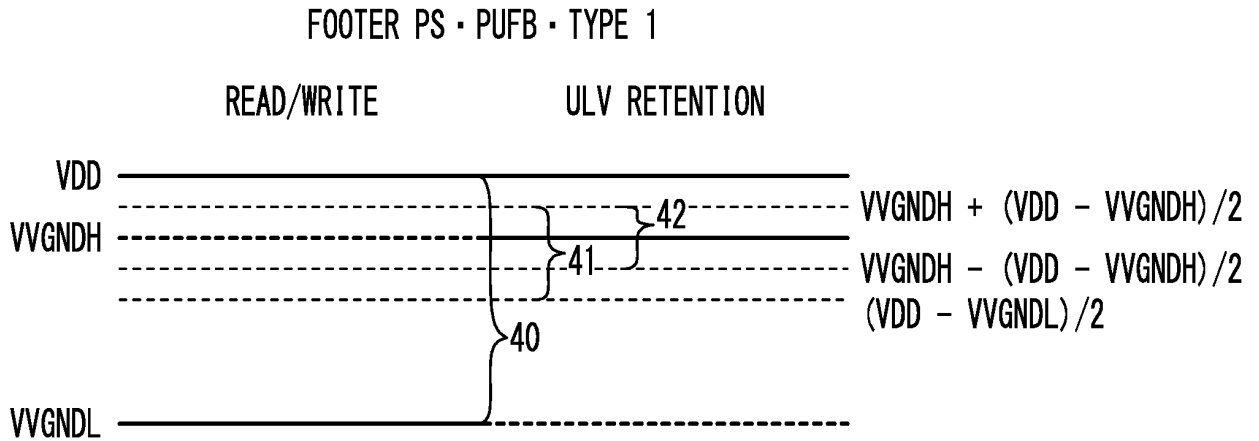 FOOTER PS・PUFB・TYPE 1
READ/WRITE ULV RETENTION
VDD
VVGNDH + (VDD - VVGNDH)/2
42
VVGNDH
41
VVGNDH - (VDD - VVGNDH)/2
(VDD - VVGNDL)/2
40
VVGNDL